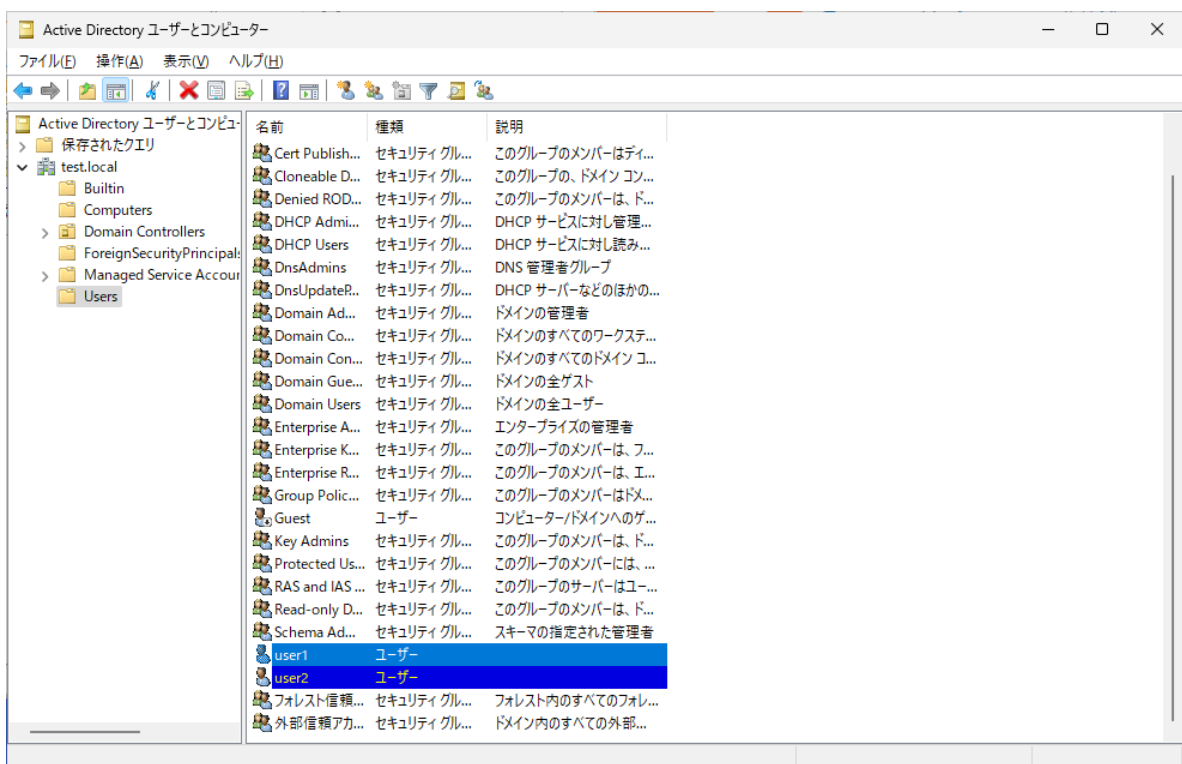 Active Directory ユーザーとコンピューター
ファイル(F) 操作(A) 表示(V) ヘルプ(H)
Active Directory ユーザーとコンピュ
保存されたクエリ
test.local
Builtin
Computers
Domain Controllers
ForeignSecurityPrincipals
Managed Service Accour
Users
名前 種類 説明
Cert Publish... セキュリティ グル... このグループのメンバーはディ...
Cloneable D... セキュリティ グル... このグループの、ドメイン コン...
Denied ROD... セキュリティ グル... このグループのメンバーは、ド...
DHCP Admi... セキュリティ グル... DHCP サービスに対し管理...
DHCP Users セキュリティ グル... DHCP サービスに対し読み...
DnsAdmins セキュリティ グル... DNS 管理者グループ
DnsUpdateP... セキュリティ グル... DHCP サーバーなどのほかの...
Domain Ad... セキュリティ グル... ドメインの管理者
Domain Co... セキュリティ グル... ドメインのすべてのワークステ...
Domain Con... セキュリティ グル... ドメインのすべてのドメイン コ...
Domain Gue... セキュリティ グル... ドメインの全ゲスト
Domain Users セキュリティ グル... ドメインの全ユーザー
Enterprise A... セキュリティ グル... エンタープライズの管理者
Enterprise K... セキュリティ グル... このグループのメンバーは、フ...
Enterprise R... セキュリティ グル... このグループのメンバーは、エ...
Group Polic... セキュリティ グル... このグループのメンバーはドメ...
Guest ユーザー コンピューター/ドメインへのゲ...
Key Admins セキュリティ グル... このグループのメンバーは、ド...
Protected Us... セキュリティ グル... このグループのメンバーには、...
RAS and IAS ... セキュリティ グル... このグループのサーバーはユー...
Read-only D... セキュリティ グル... このグループのメンバーは、ド...
Schema Ad... セキュリティ グル... スキーマの指定された管理者
user1 ユーザー
user2 ユーザー
フォレスト信頼... セキュリティ グル... フォレスト内のすべてのフォレ...
外部信頼アカ... セキュリティ グル... ドメイン内のすべての外部...